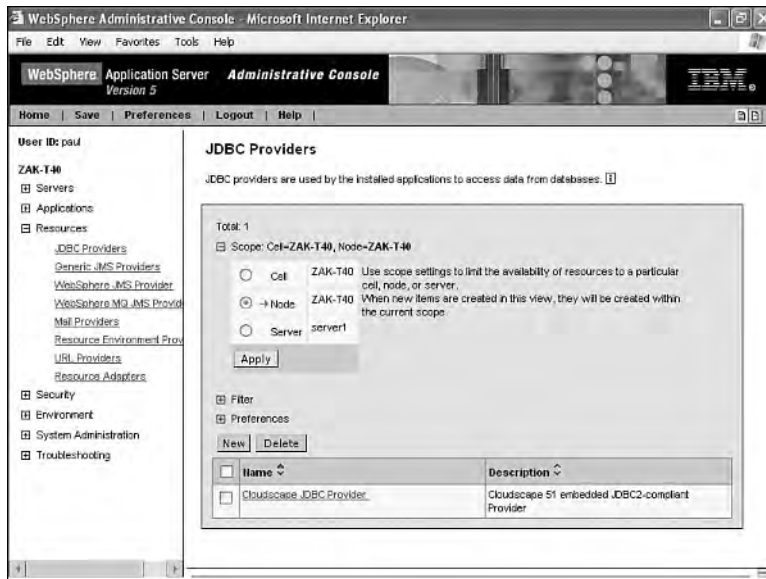 WebSphere Administrative Console - Microsoft Internet Explorer
File Edit View Favorites Tools Help
WebSphere Application Server Administrative Console
Version 5
IBM
Home | Save | Preferences | Logout | Help |
User ID: paul
ZAK-T40
Servers
Applications
Resources
JDBC Providers
Generic JMS Providers
WebSphere JMS Provider
WebSphere MQ JMS Provid
Mail Providers
Resource Environment Prov
URL Providers
Resource Adapters
Security
Environment
System Administration
Troubleshooting
JDBC Providers
JDBC providers are used by the installed applications to access data from databases.
Total: 1
Scope: Cell=ZAK-T40, Node=ZAK-T40
Cell ZAK-T40
→ Node ZAK-T40
Server server1
Use scope settings to limit the availability of resources to a particular
cell, node, or server.
When new items are created in this view, they will be created within
the current scope
Apply
Filter
Preferences
New Delete
Name Description
Cloudscape JDBC Provider Cloudscape 51 embedded JDBC2-compliant
Provider